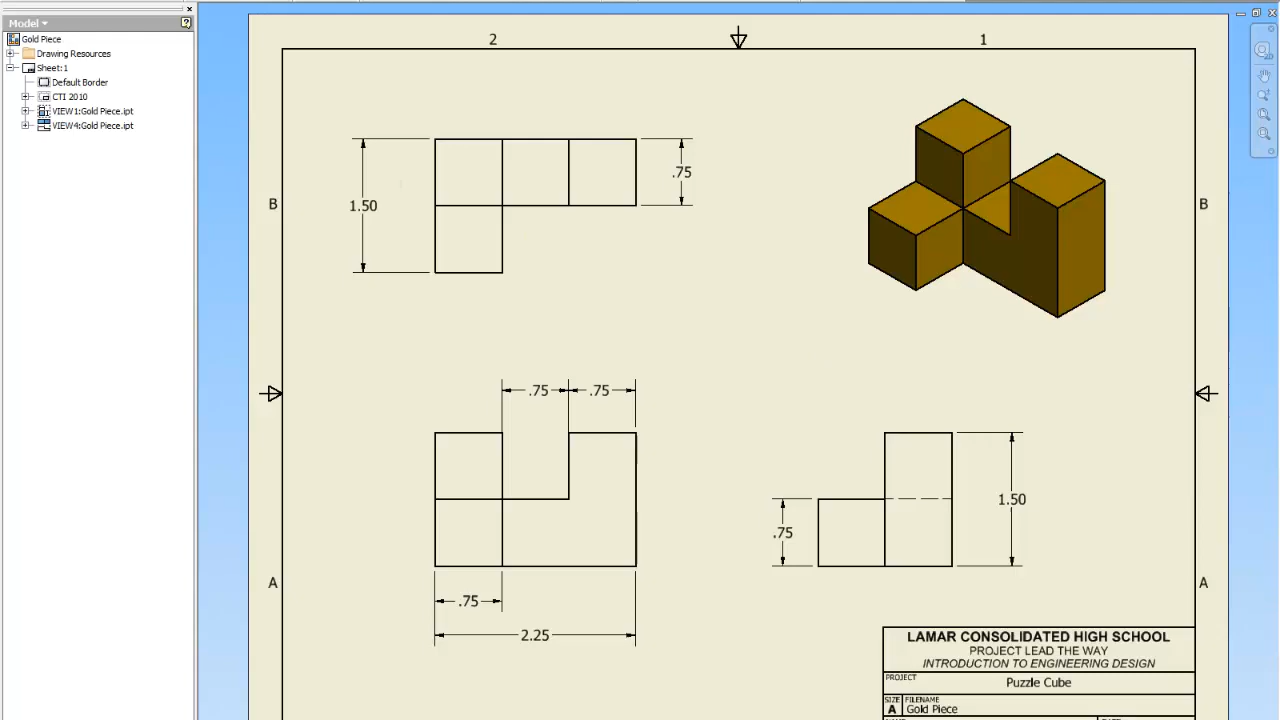 Model
Gold Piece
Drawing Resources
Sheet:1
Default Border
CTI 2010
VIEW1:Gold Piece.ipt
VIEW4:Gold Piece.ipt
2
1
B
B
1.50
.75
.75
.75
.75
1.50
A
A
.75
2.25
LAMAR CONSOLIDATED HIGH SCHOOL
PROJECT LEAD THE WAY
INTRODUCTION TO ENGINEERING DESIGN
PROJECT
Puzzle Cube
SIZE FILENAME
A Gold Piece